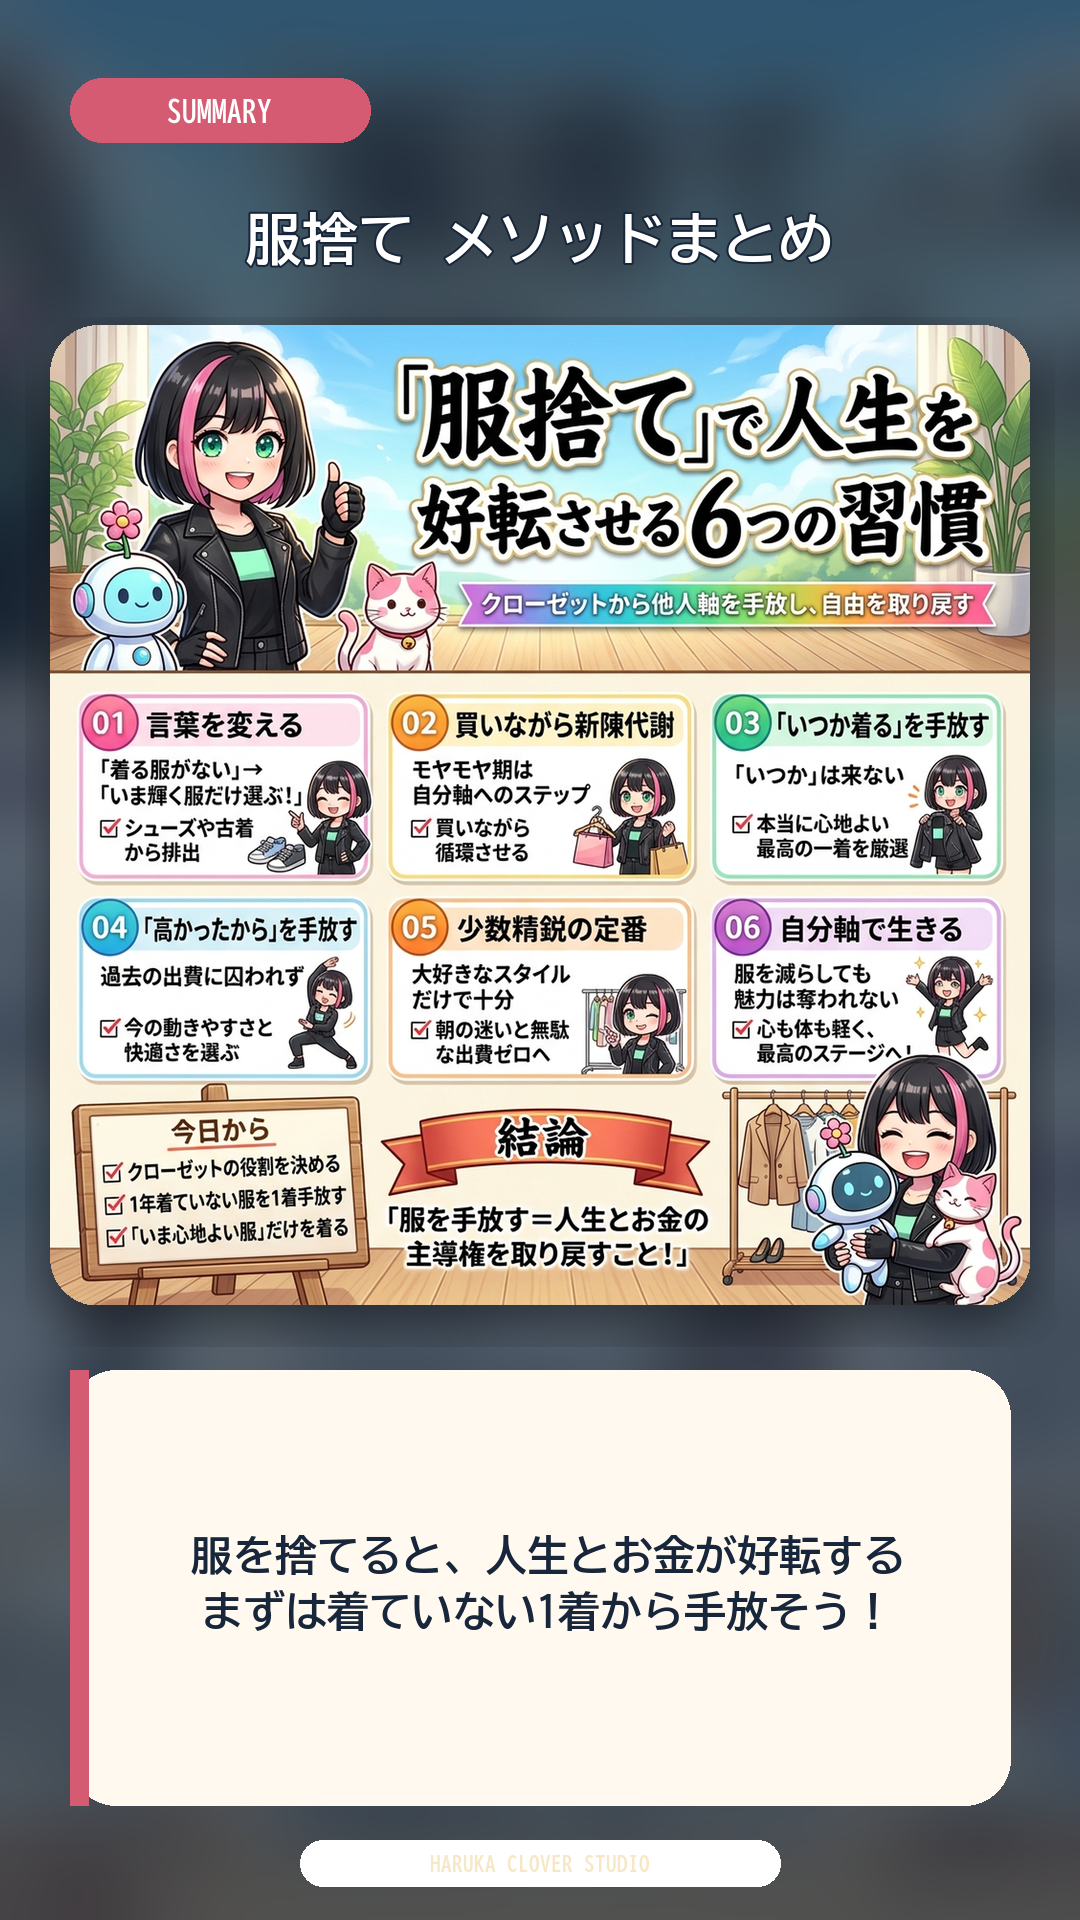 SUMMARY
服捨て メソッドまとめ
「服捨て」で人生を
好転させる6つの習慣
クローゼットから他人軸を手放し、自由を取り戻す
01 言葉を変える
「着る服がない」→
「いま輝く服だけ選ぶ！」
シューズや古着
から排出
02 買いながら新陳代謝
モヤモヤ期は
自分軸へのステップ
買いながら
循環させる
03 「いつか着る」を手放す
「いつか」は来ない
本当に心地よい
最高の一着を厳選
04 「高かったから」を手放す
過去の出費に囚われず
今の動きやすさと
快適さを選ぶ
05 少数精鋭の定番
大好きなスタイル
だけで十分
朝の迷いと無駄
な出費ゼロへ
06 自分軸で生きる
服を減らしても
魅力は奪われない
心も体も軽く、
最高のステージへ！
今日から
クローゼットの役割を決める
1年着ていない服を1着手放す
「いま心地よい服」だけを着る
結論
「服を手放す＝人生とお金の
主導権を取り戻すこと！」
服を捨てると、人生とお金が好転する
まずは着ていない1着から手放そう！
HARUKA CLOVER STUDIO